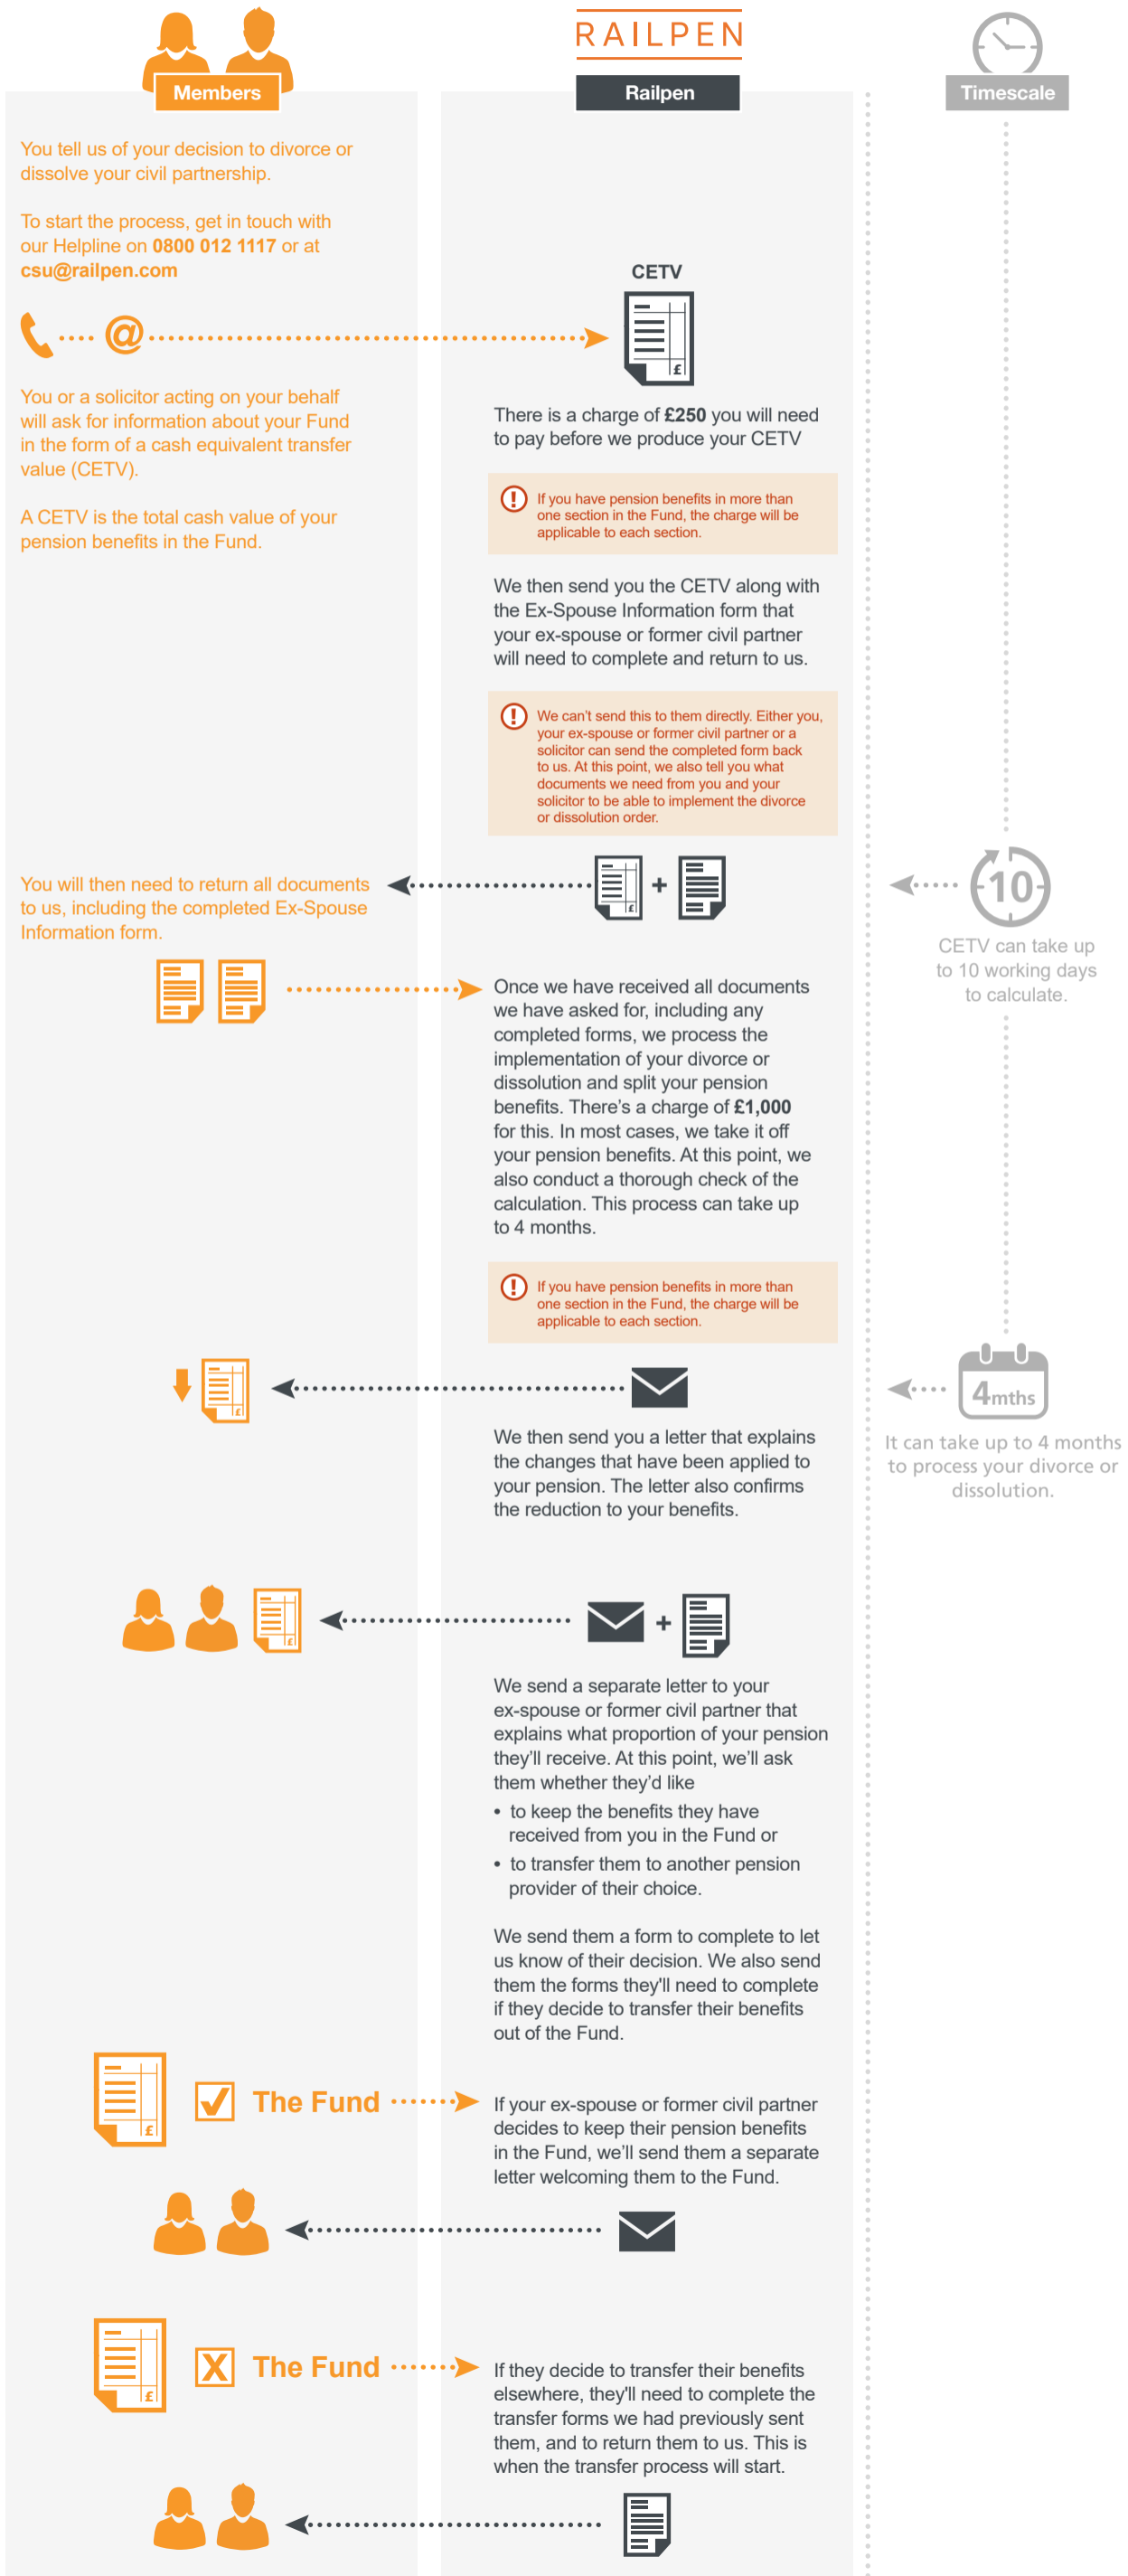 RAILPEN
Members
Railpen
Timescale
You tell us of your decision to divorce or
dissolve your civil partnership.
To start the process, get in touch with
our Helpline on 0800 012 1117 or at
csu@railpen.com
CETV
£
@
You or a solicitor acting on your behalf
will ask for information about your Fund
in the form of a cash equivalent transfer
value (CETV).
A CETV is the total cash value of your
pension benefits in the Fund.
There is a charge of £250 you will need
to pay before we produce your CETV
! If you have pension benefits in more than
one section in the Fund, the charge will be
applicable to each section.
We then send you the CETV along with
the Ex-Spouse Information form that
your ex-spouse or former civil partner
will need to complete and return to us.
! We can't send this to them directly. Either you,
your ex-spouse or former civil partner or a
solicitor can send the completed form back
to us. At this point, we also tell you what
documents we need from you and your
solicitor to be able to implement the divorce
or dissolution order.
You will then need to return all documents
to us, including the completed Ex-Spouse
Information form.
£ +
10
CETV can take up
to 10 working days
to calculate.
Once we have received all documents
we have asked for, including any
completed forms, we process the
implementation of your divorce or
dissolution and split your pension
benefits. There's a charge of £1,000
for this. In most cases, we take it off
your pension benefits. At this point, we
also conduct a thorough check of the
calculation. This process can take up
to 4 months.
! If you have pension benefits in more than
one section in the Fund, the charge will be
applicable to each section.
£
4mths
It can take up to 4 months
to process your divorce or
dissolution.
We then send you a letter that explains
the changes that have been applied to
your pension. The letter also confirms
the reduction to your benefits.
£
+
We send a separate letter to your
ex-spouse or former civil partner that
explains what proportion of your pension
they'll receive. At this point, we'll ask
them whether they'd like
• to keep the benefits they have
received from you in the Fund or
• to transfer them to another pension
provider of their choice.
We send them a form to complete to let
us know of their decision. We also send
them the forms they'll need to complete
if they decide to transfer their benefits
out of the Fund.
£
The Fund
If your ex-spouse or former civil partner
decides to keep their pension benefits
in the Fund, we'll send them a separate
letter welcoming them to the Fund.
£
X The Fund
If they decide to transfer their benefits
elsewhere, they'll need to complete the
transfer forms we had previously sent
them, and to return them to us. This is
when the transfer process will start.